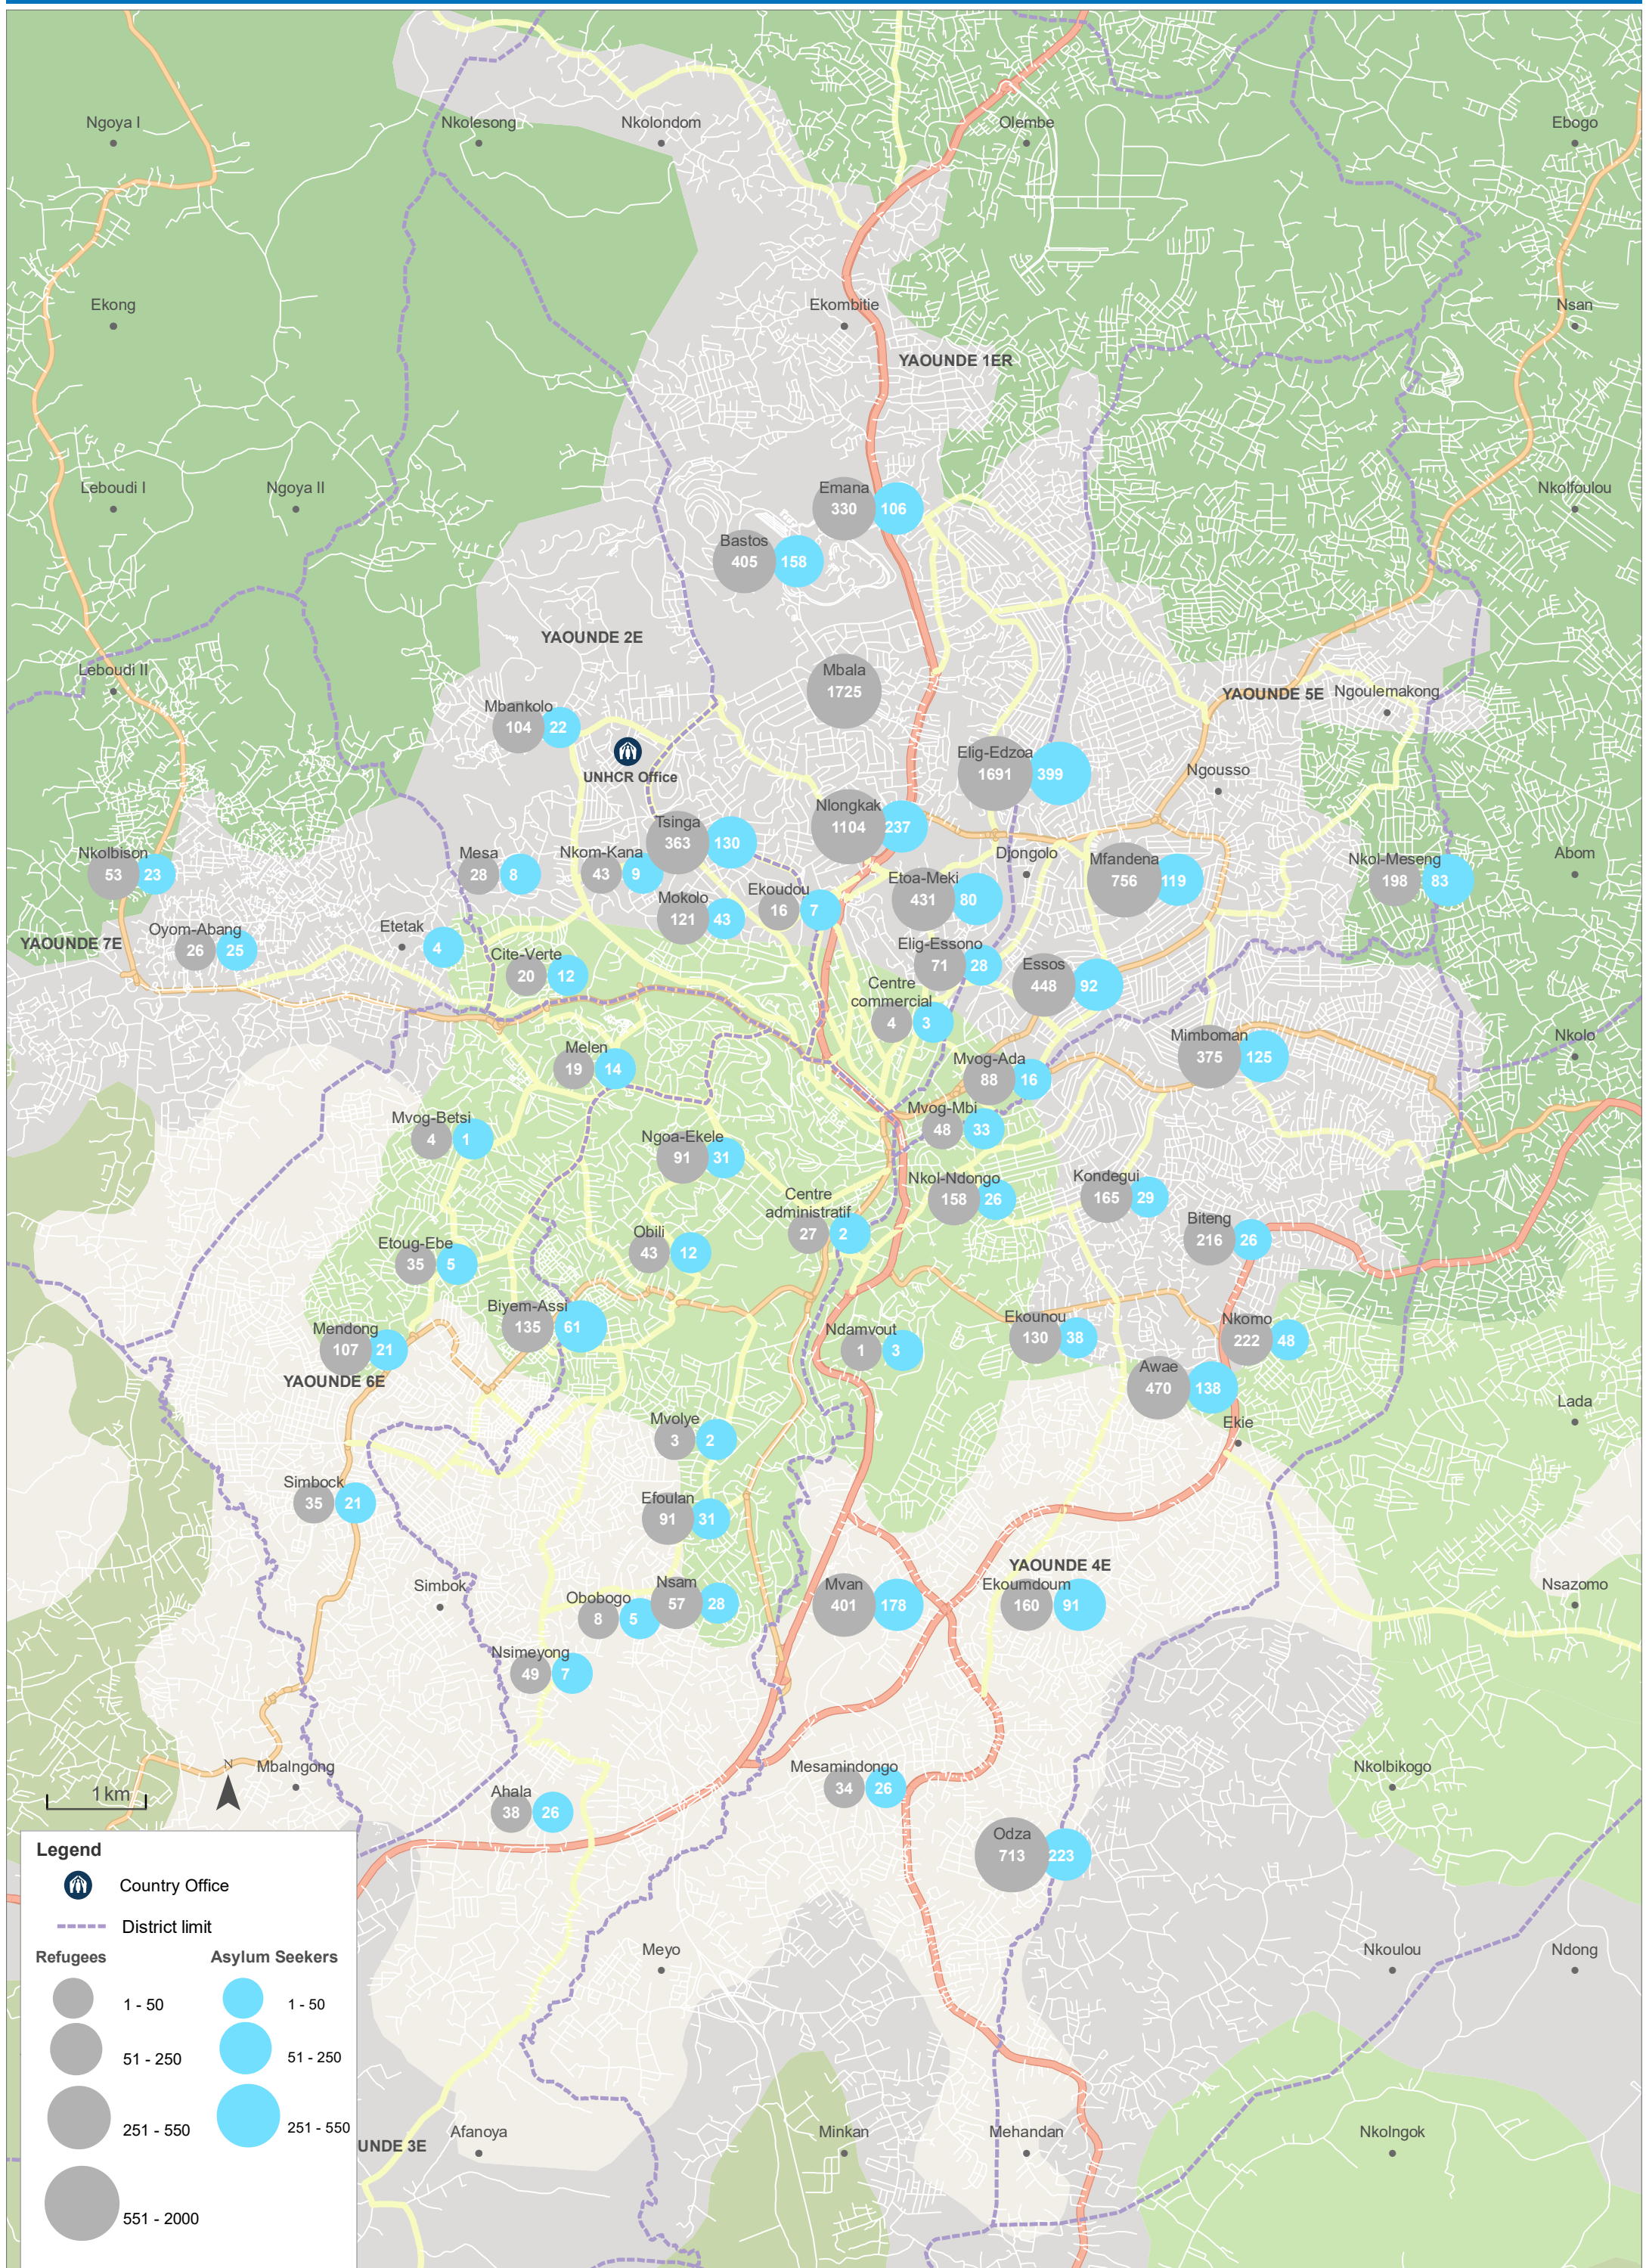 Ngoya I
Nkolesong
Nkolondom
Olembe
Ebogo
Ekong
Ekombitie
Nsan
YAOUNDE 1ER
Leboudi I
Ngoya II
Emana
330
106
Nkolfoulou
Bastos
405
158
YAOUNDE 2E
Leboudi II
Mbala
1725
YAOUNDE 5E
Ngoulemakong
Mbankolo
104
22
UNHCR Office
Elig-Edzoa
1691
399
Ngousso
Nlongkak
1104
237
Tsinga
363
130
Nkolbison
53
23
Mesa
28
8
Nkom-Kana
43
9
Djongolo
Mfandena
756
119
Nkol-Meseng
198
83
Abom
Etoa-Meki
431
80
Mokolo
121
43
Ekoudou
16
7
YAOUNDE 7E
Oyom-Abang
26
25
Etetak
4
Cite-Verte
20
12
Elig-Essono
71
28
Essos
448
92
Centre
commercial
4
3
Nkolo
Mimboman
375
125
Melen
19
14
Mvog-Ada
88
16
Mvog-Betsi
4
1
Mvog-Mbi
48
33
Ngoa-Ekele
91
31
Nkol-Ndongo
158
26
Kondegui
165
29
Centre
administratif
27
2
Biteng
216
26
Etoug-Ebe
35
5
Obili
43
12
Biyem-Assi
135
61
Mendong
107
21
Ndamvout
1
3
Ekounou
130
38
Nkomo
222
48
YAOUNDE 6E
Awae
470
138
Lada
Ekie
Mvolye
3
2
Simbock
35
21
Efoulan
91
31
YAOUNDE 4E
Simbok
Obobogo
8
5
Nsam
57
28
Mvan
401
178
Ekoumdoum
160
91
Nsazomo
Nsimeyong
49
7
Mbalngong
N
1 km
Ahala
38
26
Mesamindongo
34
26
Nkolbikogo
Odza
713
223
Meyo
Nkoulou
Ndong
Afanoya
Minkan
Mehandan
Nkolngok
UNDE 3E
Legend
Country Office
District limit
Refugees
Asylum Seekers
1 - 50
1 - 50
51 - 250
51 - 250
251 - 550
251 - 550
551 - 2000